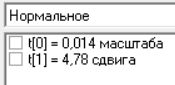 Нормальное
t[0] = 0,014 масштаба
t[1] = 4,78 сдвига